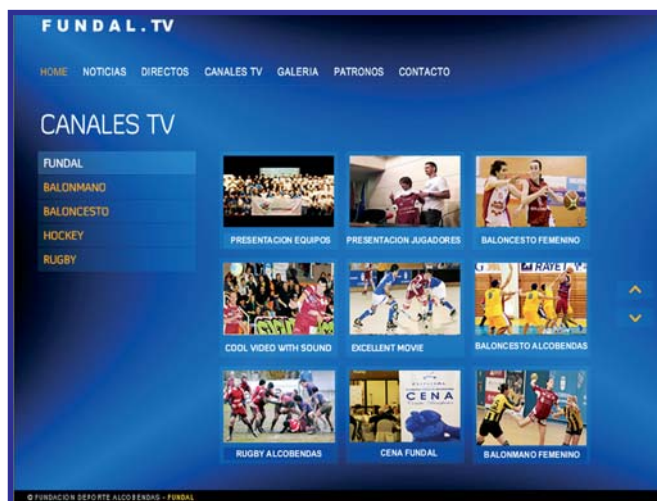 FUNDAL.TV
HOME NOTICIAS DIRECTOS CANALES TV GALERIA PATRONOS CONTACTO
CANALES TV
FUNDAL
BALONMANO
BALONCESTO
HOCKEY
RUGBY
PRESENTACION EQUIPOS PRESENTACION JUGADORES BALONCESTO FEMENINO
COOL VIDEO WITH SOUND EXCELLENT MOVIE BALONCESTO ALCOBENDAS
CENA
RUGBY ALCOBENDAS CENA FUNDAL BALONMANO FEMENINO
© FUNDACION DEPORTE ALCOBENDAS - FUNDAL